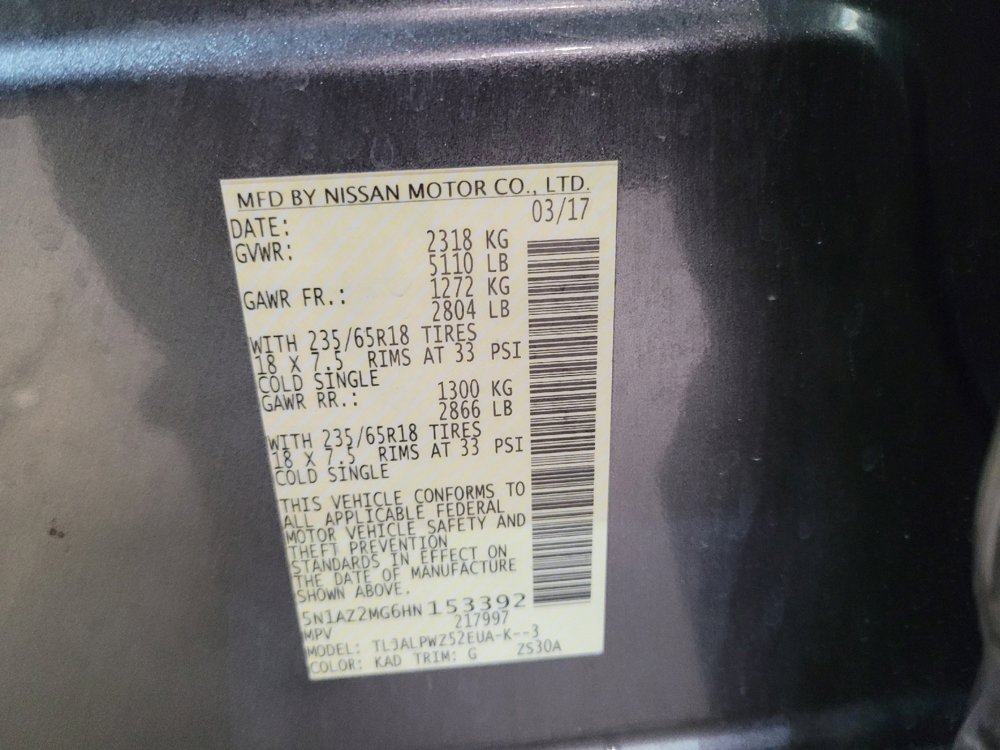 MFD BY NISSAN MOTOR CO., LTD.
DATE: 03/17
GVWR: 2318 KG
5110 LB
GAWR FR.: 1272 KG
2804 LB
WITH 235/65R18 TIRES
18 X 7.5 RIMS AT 33 PSI
COLD SINGLE
GAWR RR.: 1300 KG
2866 LB
WITH 235/65R18 TIRES
18 X 7.5 RIMS AT 33 PSI
COLD SINGLE
THIS VEHICLE CONFORMS TO
ALL APPLICABLE FEDERAL
MOTOR VEHICLE SAFETY AND
THEFT PREVENTION
STANDARDS IN EFFECT ON
THE DATE OF MANUFACTURE
SHOWN ABOVE.
5N1AZ2MG6HN153392
MPV 217997
MODEL: TLJALPWZ52EUA-K--3
COLOR: KAD TRIM: G ZS30A